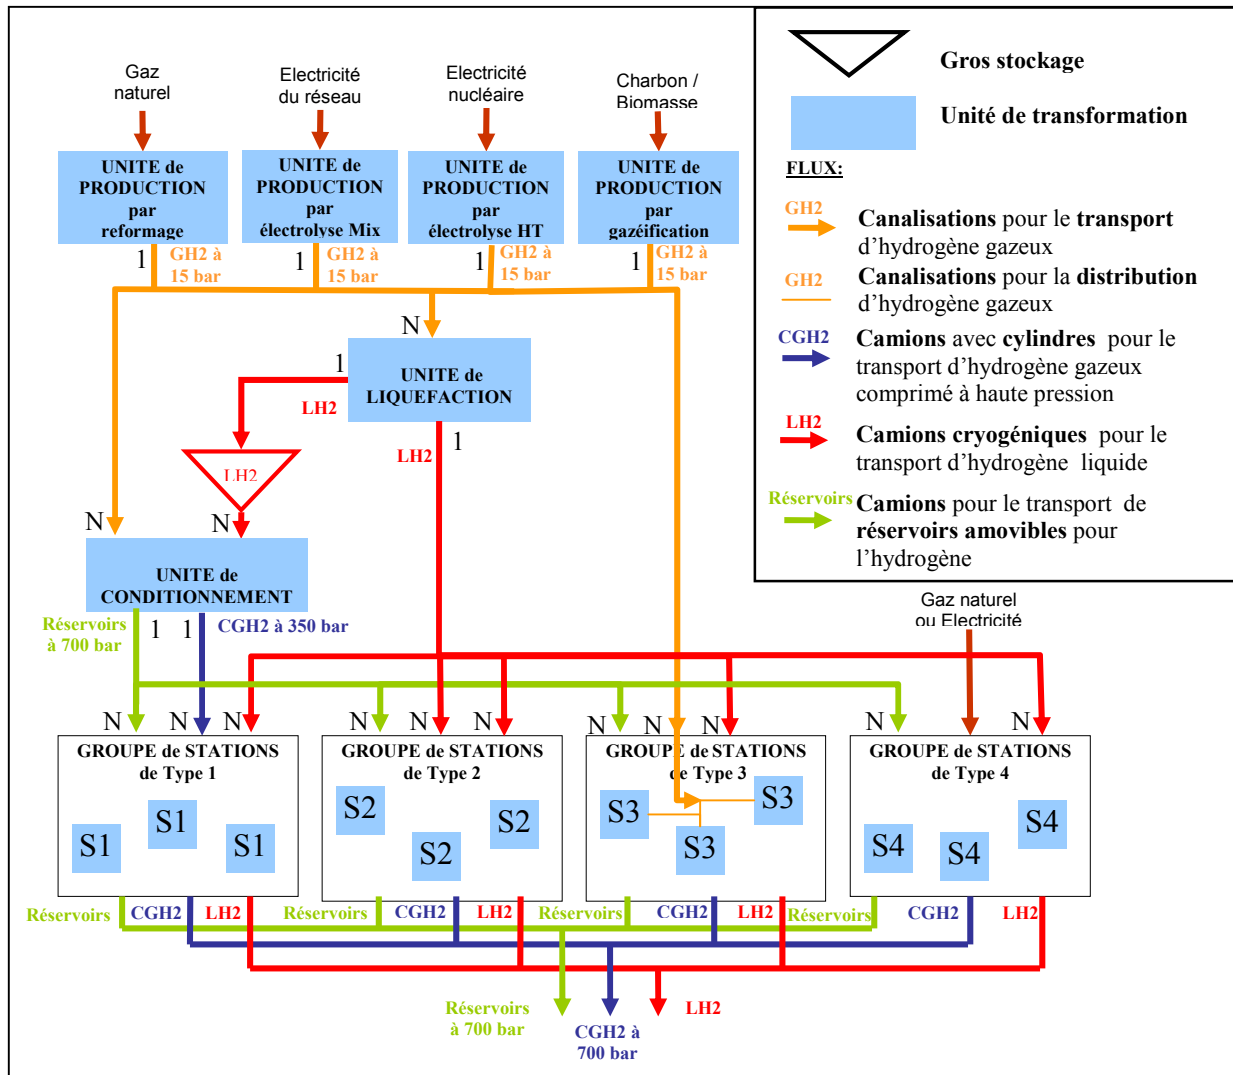 Gaz
naturel
Electricité
du réseau
Electricité
nucléaire
Charbon /
Biomasse
UNITE de
PRODUCTION
par
reformage
UNITE de
PRODUCTION
par
électrolyse Mix
UNITE de
PRODUCTION
par
électrolyse HT
UNITE de
PRODUCTION
par
gazéification
1
GH2 à
15 bar
1
GH2 à
15 bar
1
GH2 à
15 bar
1
GH2 à
15 bar
N
UNITE de
LIQUEFACTION
1
LH2
LH2
1
LH2
N
N
UNITE de
CONDITIONNEMENT
Réservoirs
à 700 bar
1
1
CGH2 à 350 bar
Gaz naturel
ou Electricité
N
N
N
N
N
N
N
N
N
N
N
GROUPE de STATIONS
de Type 1
S1
S1
S1
GROUPE de STATIONS
de Type 2
S2
S2
S2
GROUPE de STATIONS
de Type 3
S3
S3
S3
GROUPE de STATIONS
de Type 4
S4
S4
S4
Réservoirs
CGH2
LH2
Réservoirs
CGH2
LH2
Réservoirs
CGH2
LH2
Réservoirs
CGH2
LH2
Réservoirs
à 700 bar
CGH2 à
700 bar
LH2
Gros stockage
Unité de transformation
FLUX:
GH2
Canalisations pour le transport
d’hydrogène gazeux
GH2
Canalisations pour la distribution
d’hydrogène gazeux
CGH2
Camions avec cylindres pour le
transport d’hydrogène gazeux
comprimé à haute pression
LH2
Camions cryogéniques pour le
transport d’hydrogène liquide
Réservoirs
Camions pour le transport de
réservoirs amovibles pour
l’hydrogène